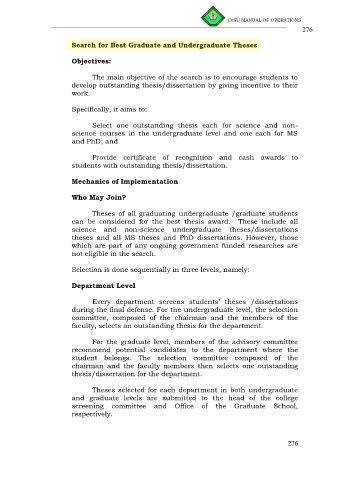 CvSU MANUAL OF OPERATIONS
276
Search for Best Graduate and Undergraduate Theses
Objectives:
The main objective of the search is to encourage students to
develop outstanding thesis/dissertation by giving incentive to their
work.
Specifically, it aims to:
Select one outstanding thesis each for science and non-
science courses in the undergraduate level and one each for MS
and PhD; and
Provide certificate of recognition and cash awards to
students with outstanding thesis/dissertation.
Mechanics of Implementation
Who May Join?
Theses of all graduating undergraduate /graduate students
can be considered for the best thesis award. These include all
science and non-science undergraduate theses/dissertations
theses and all MS theses and PhD dissertations. However, those
which are part of any ongoing government funded researches are
not eligible in the search.
Selection is done sequentially in three levels, namely:
Department Level
Every department screens students' theses /dissertations
during the final defense. For the undergraduate level, the selection
committee, composed of the chairman and the members of the
faculty, selects an outstanding thesis for the department.
For the graduate level, members of the advisory committee
recommend potential candidates to the department where the
student belongs. The selection committee composed of the
chairman and the faculty members then selects one outstanding
thesis/dissertation for the department.
Theses selected for each department in both undergraduate
and graduate levels are submitted to the head of the college
screening committee and Office of the Graduate School,
respectively.
276